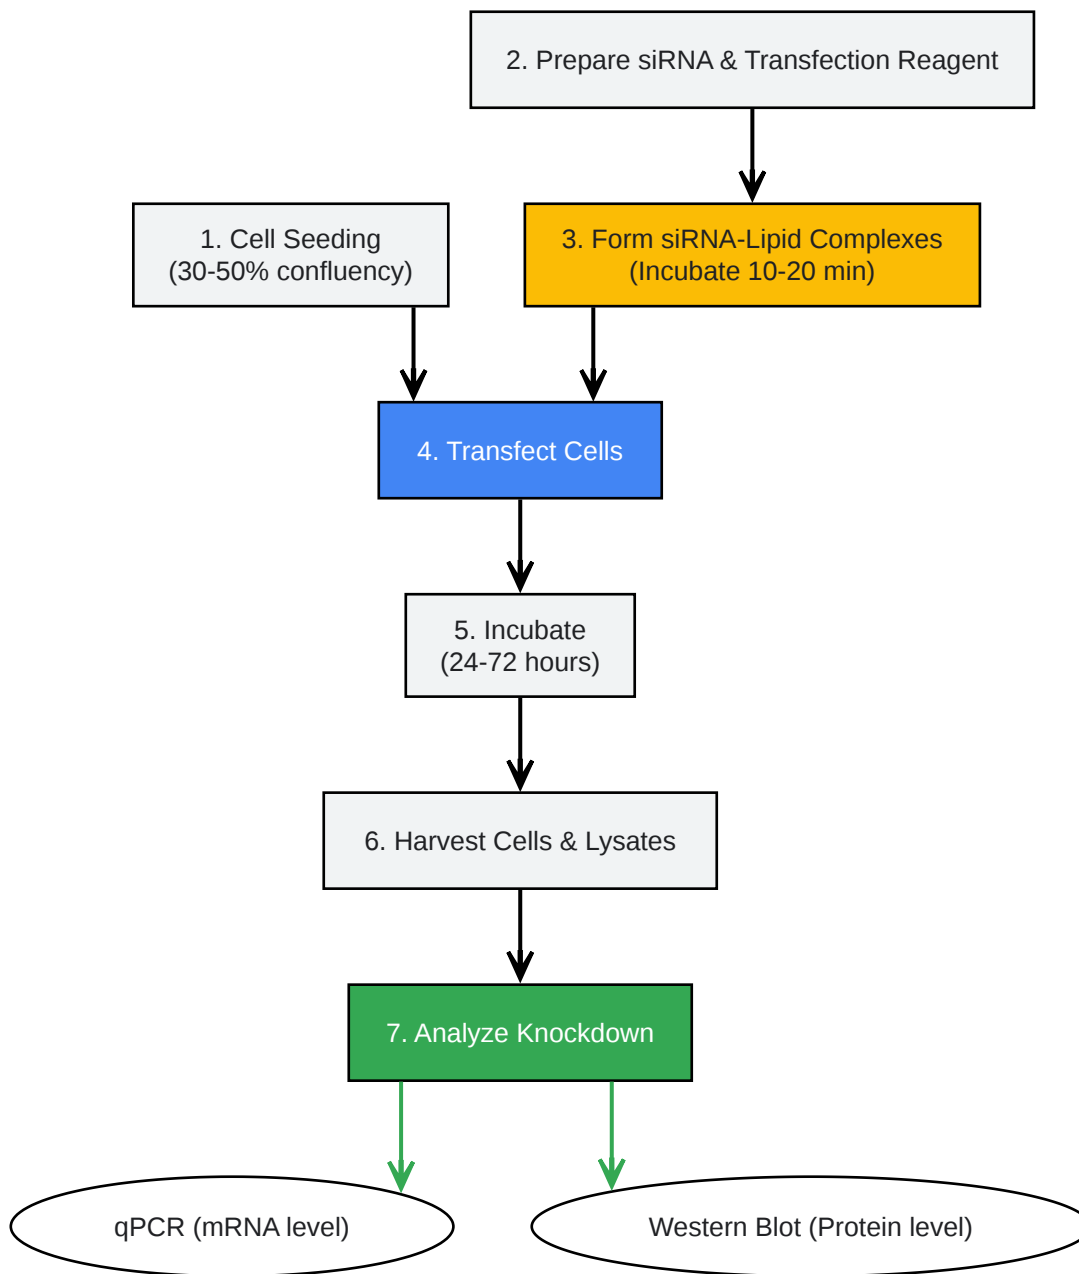 2. Prepare siRNA & Transfection Reagent
1. Cell Seeding
(30-50% confluency)
3. Form siRNA-Lipid Complexes
(Incubate 10-20 min)
4. Transfect Cells
5. Incubate
(24-72 hours)
6. Harvest Cells & Lysates
7. Analyze Knockdown
qPCR (mRNA level)
Western Blot (Protein level)